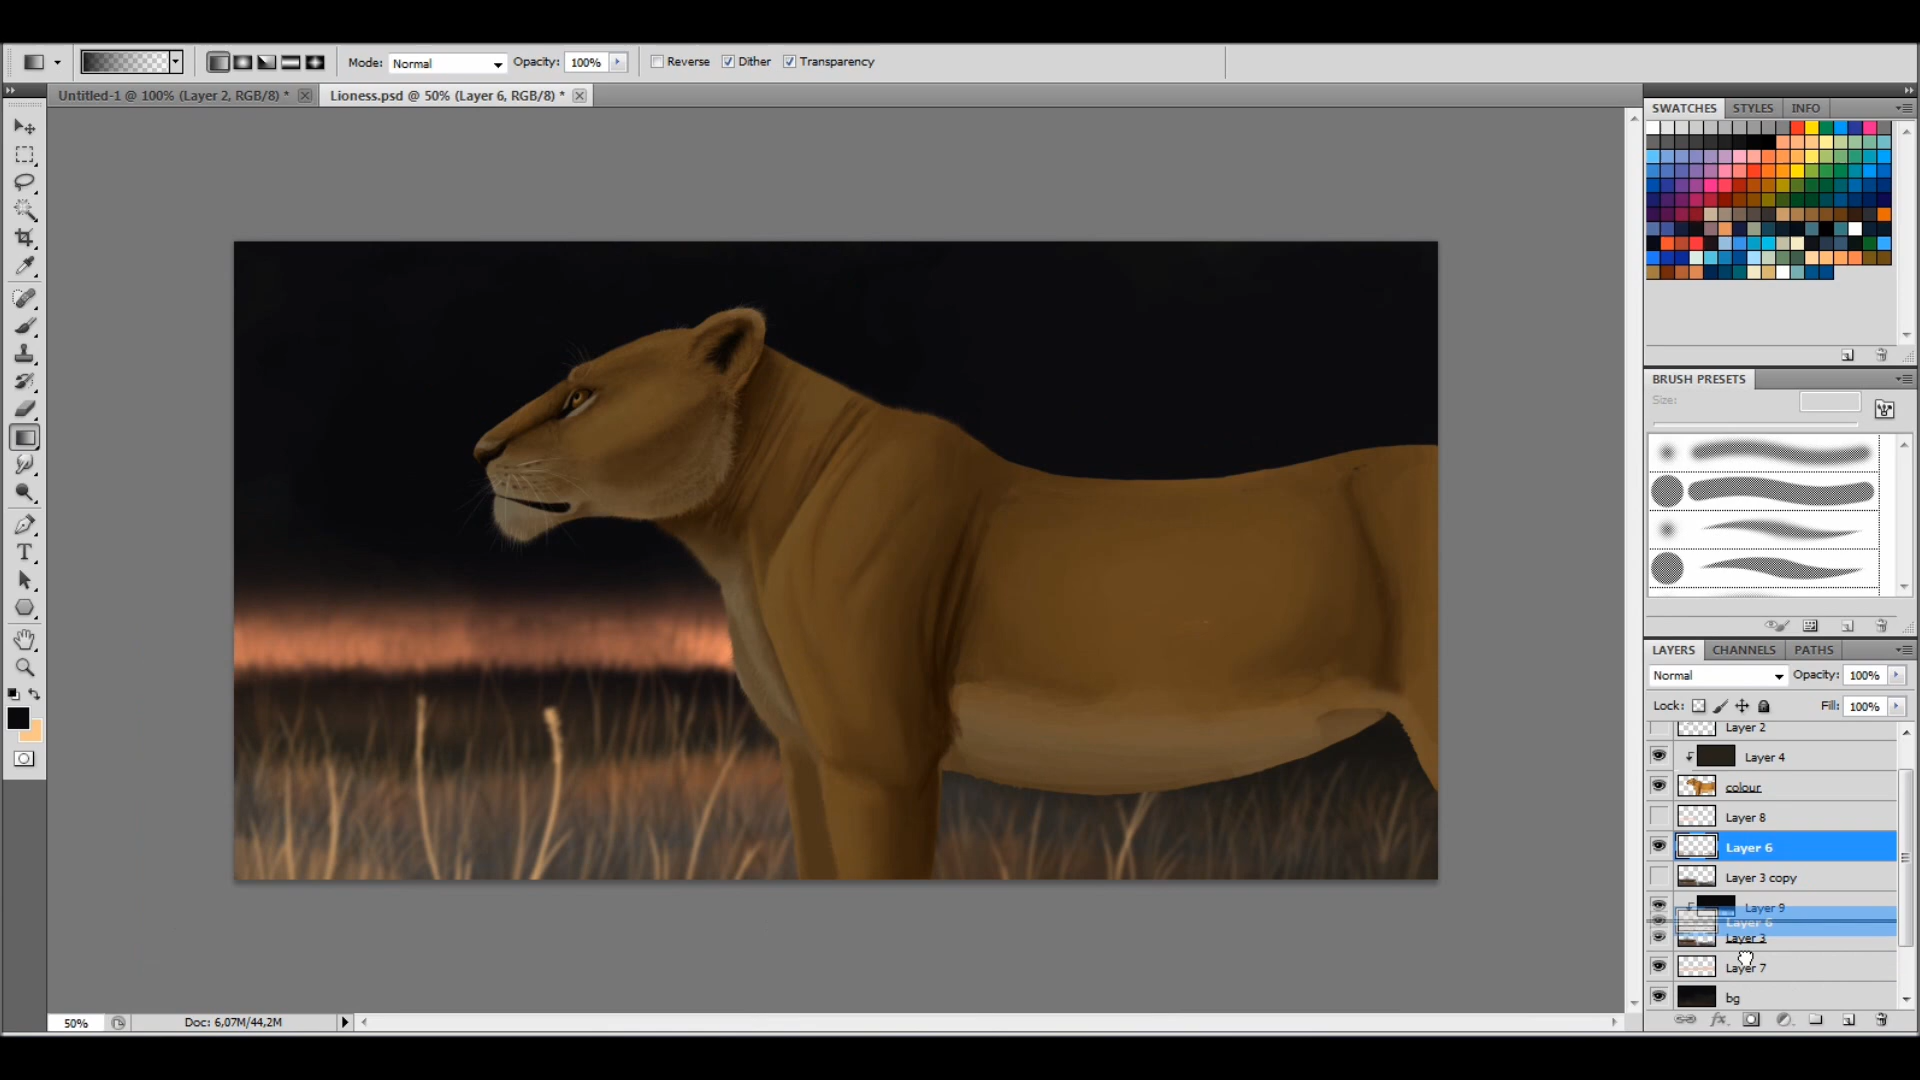 Mode: Normal Opacity: 100% Reverse Dither Transparency
Untitled-1 @ 100% (Layer 2, RGB/8) * Lioness.psd @ 50% (Layer 6, RGB/8) *
SWATCHES STYLES INFO
BRUSH PRESETS
Size:
LAYERS CHANNELS PATHS
Normal Opacity: 100%
Lock: Fill: 100%
Layer 2
Layer 4
colour
Layer 8
Layer 6
Layer 3 copy
Layer 9
Layer 6
Layer 3
Layer 7
bg
50% Doc: 6,07M/44,2M